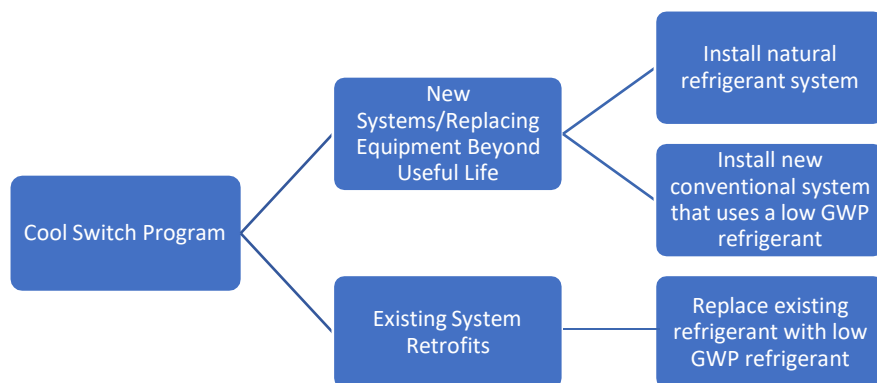 Cool Switch Program
New
Systems/Replacing
Equipment Beyond
Useful Life
Install natural
refrigerant system
Install new
conventional system
that uses a low GWP
refrigerant
Existing System
Retrofits
Replace existing
refrigerant with low
GWP refrigerant